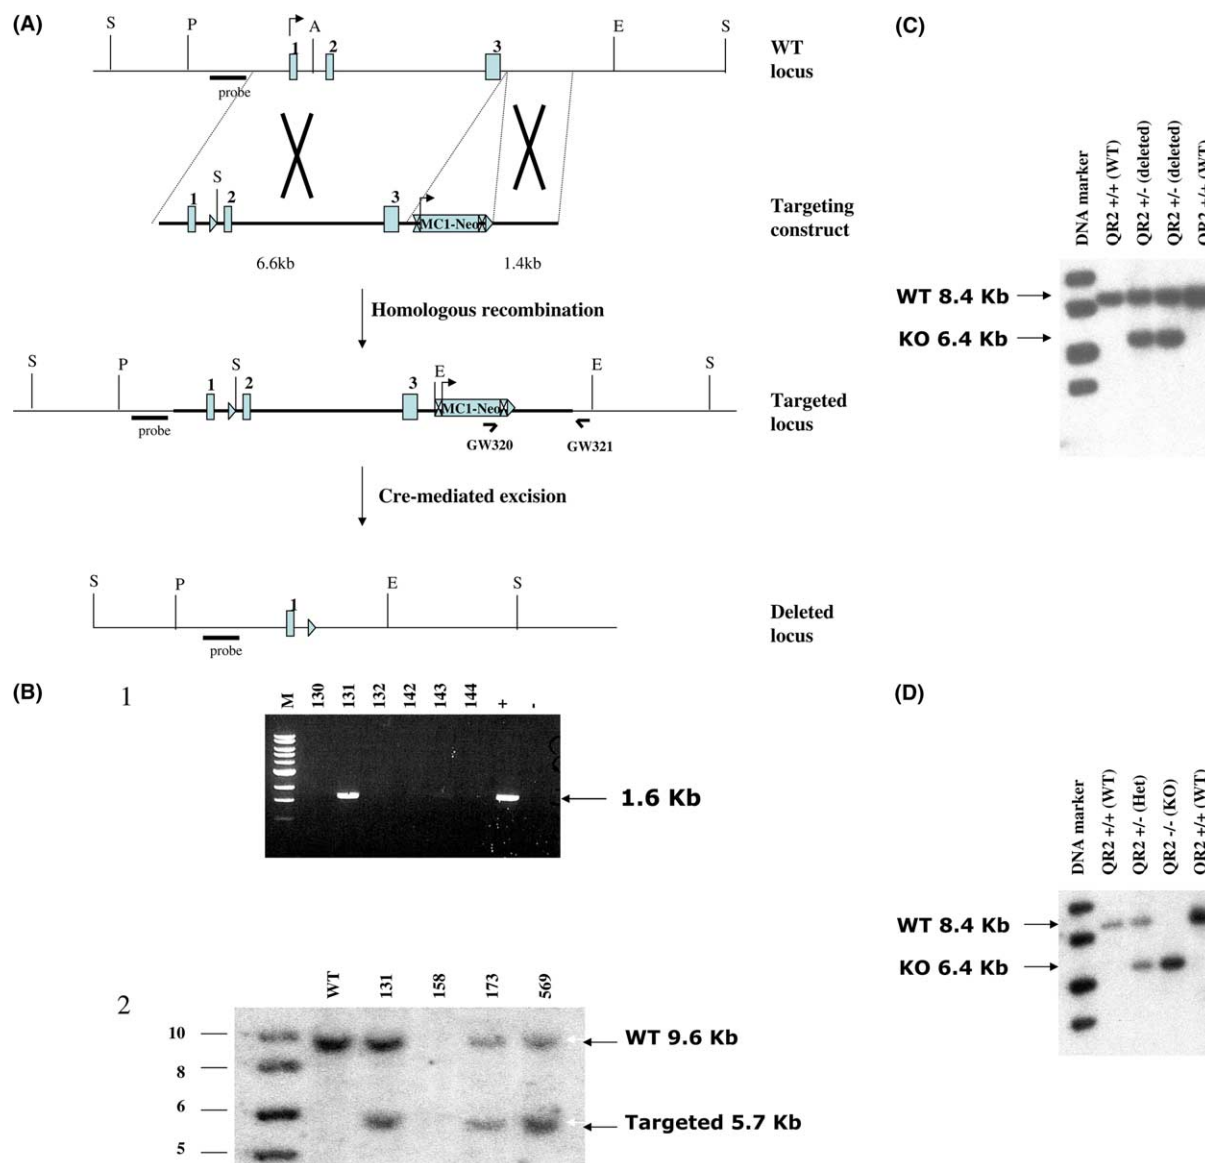 (A)
S P A E S
1 2 3
WT
locus
probe
S
1 2 3
MC1-Neo
Targeting
construct
6.6kb 1.4kb
Homologous recombination
S P S E E S
1 2 3
MC1-Neo
Targeted
locus
probe
GW320 GW321
Cre-mediated excision
S P E S
1
Deleted
locus
probe
(B)
1
M 130 131 132 142 143 144 + -
1.6 Kb
2
WT 131 158 173 569
10
8
6
5
WT 9.6 Kb
Targeted 5.7 Kb
(C)
DNA marker
QR2 +/+ (WT)
QR2 +/- (deleted)
QR2 +/- (deleted)
QR2 +/+ (WT)
WT 8.4 Kb
KO 6.4 Kb
(D)
DNA marker
QR2 +/+ (WT)
QR2 +/- (Het)
QR2 -/- (KO)
QR2 +/+ (WT)
WT 8.4 Kb
KO 6.4 Kb